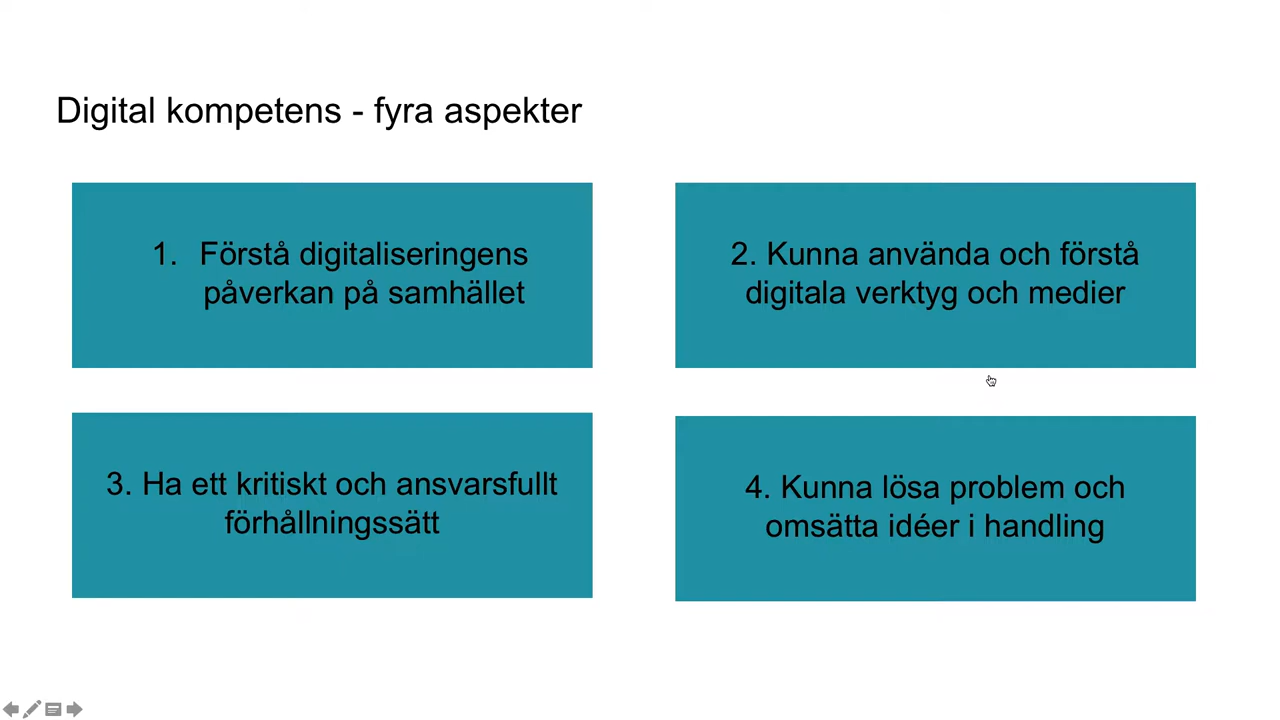 Digital kompetens - fyra aspekter
1. Förstå digitaliseringens
påverkan på samhället
2. Kunna använda och förstå
digitala verktyg och medier
3. Ha ett kritiskt och ansvarsfullt
förhållningssätt
4. Kunna lösa problem och
omsätta idéer i handling